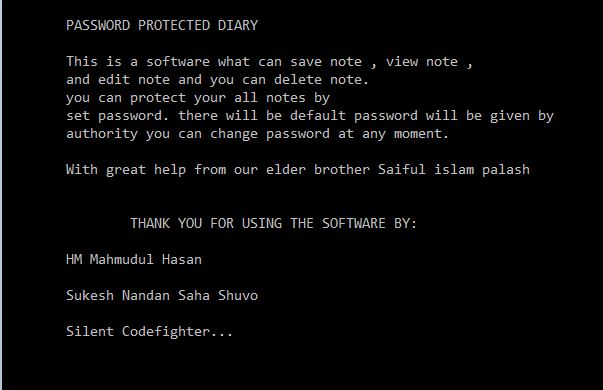 PASSWORD PROTECTED DIARY
This is a software what can save note , view note ,
and edit note and you can delete note.
you can protect your all notes by
set password. there will be default password will be given by
authority you can change password at any moment.
With great help from our elder brother Saiful islam palash
THANK YOU FOR USING THE SOFTWARE BY:
HM Mahmudul Hasan
Sukesh Nandan Saha Shuvo
Silent Codefighter...